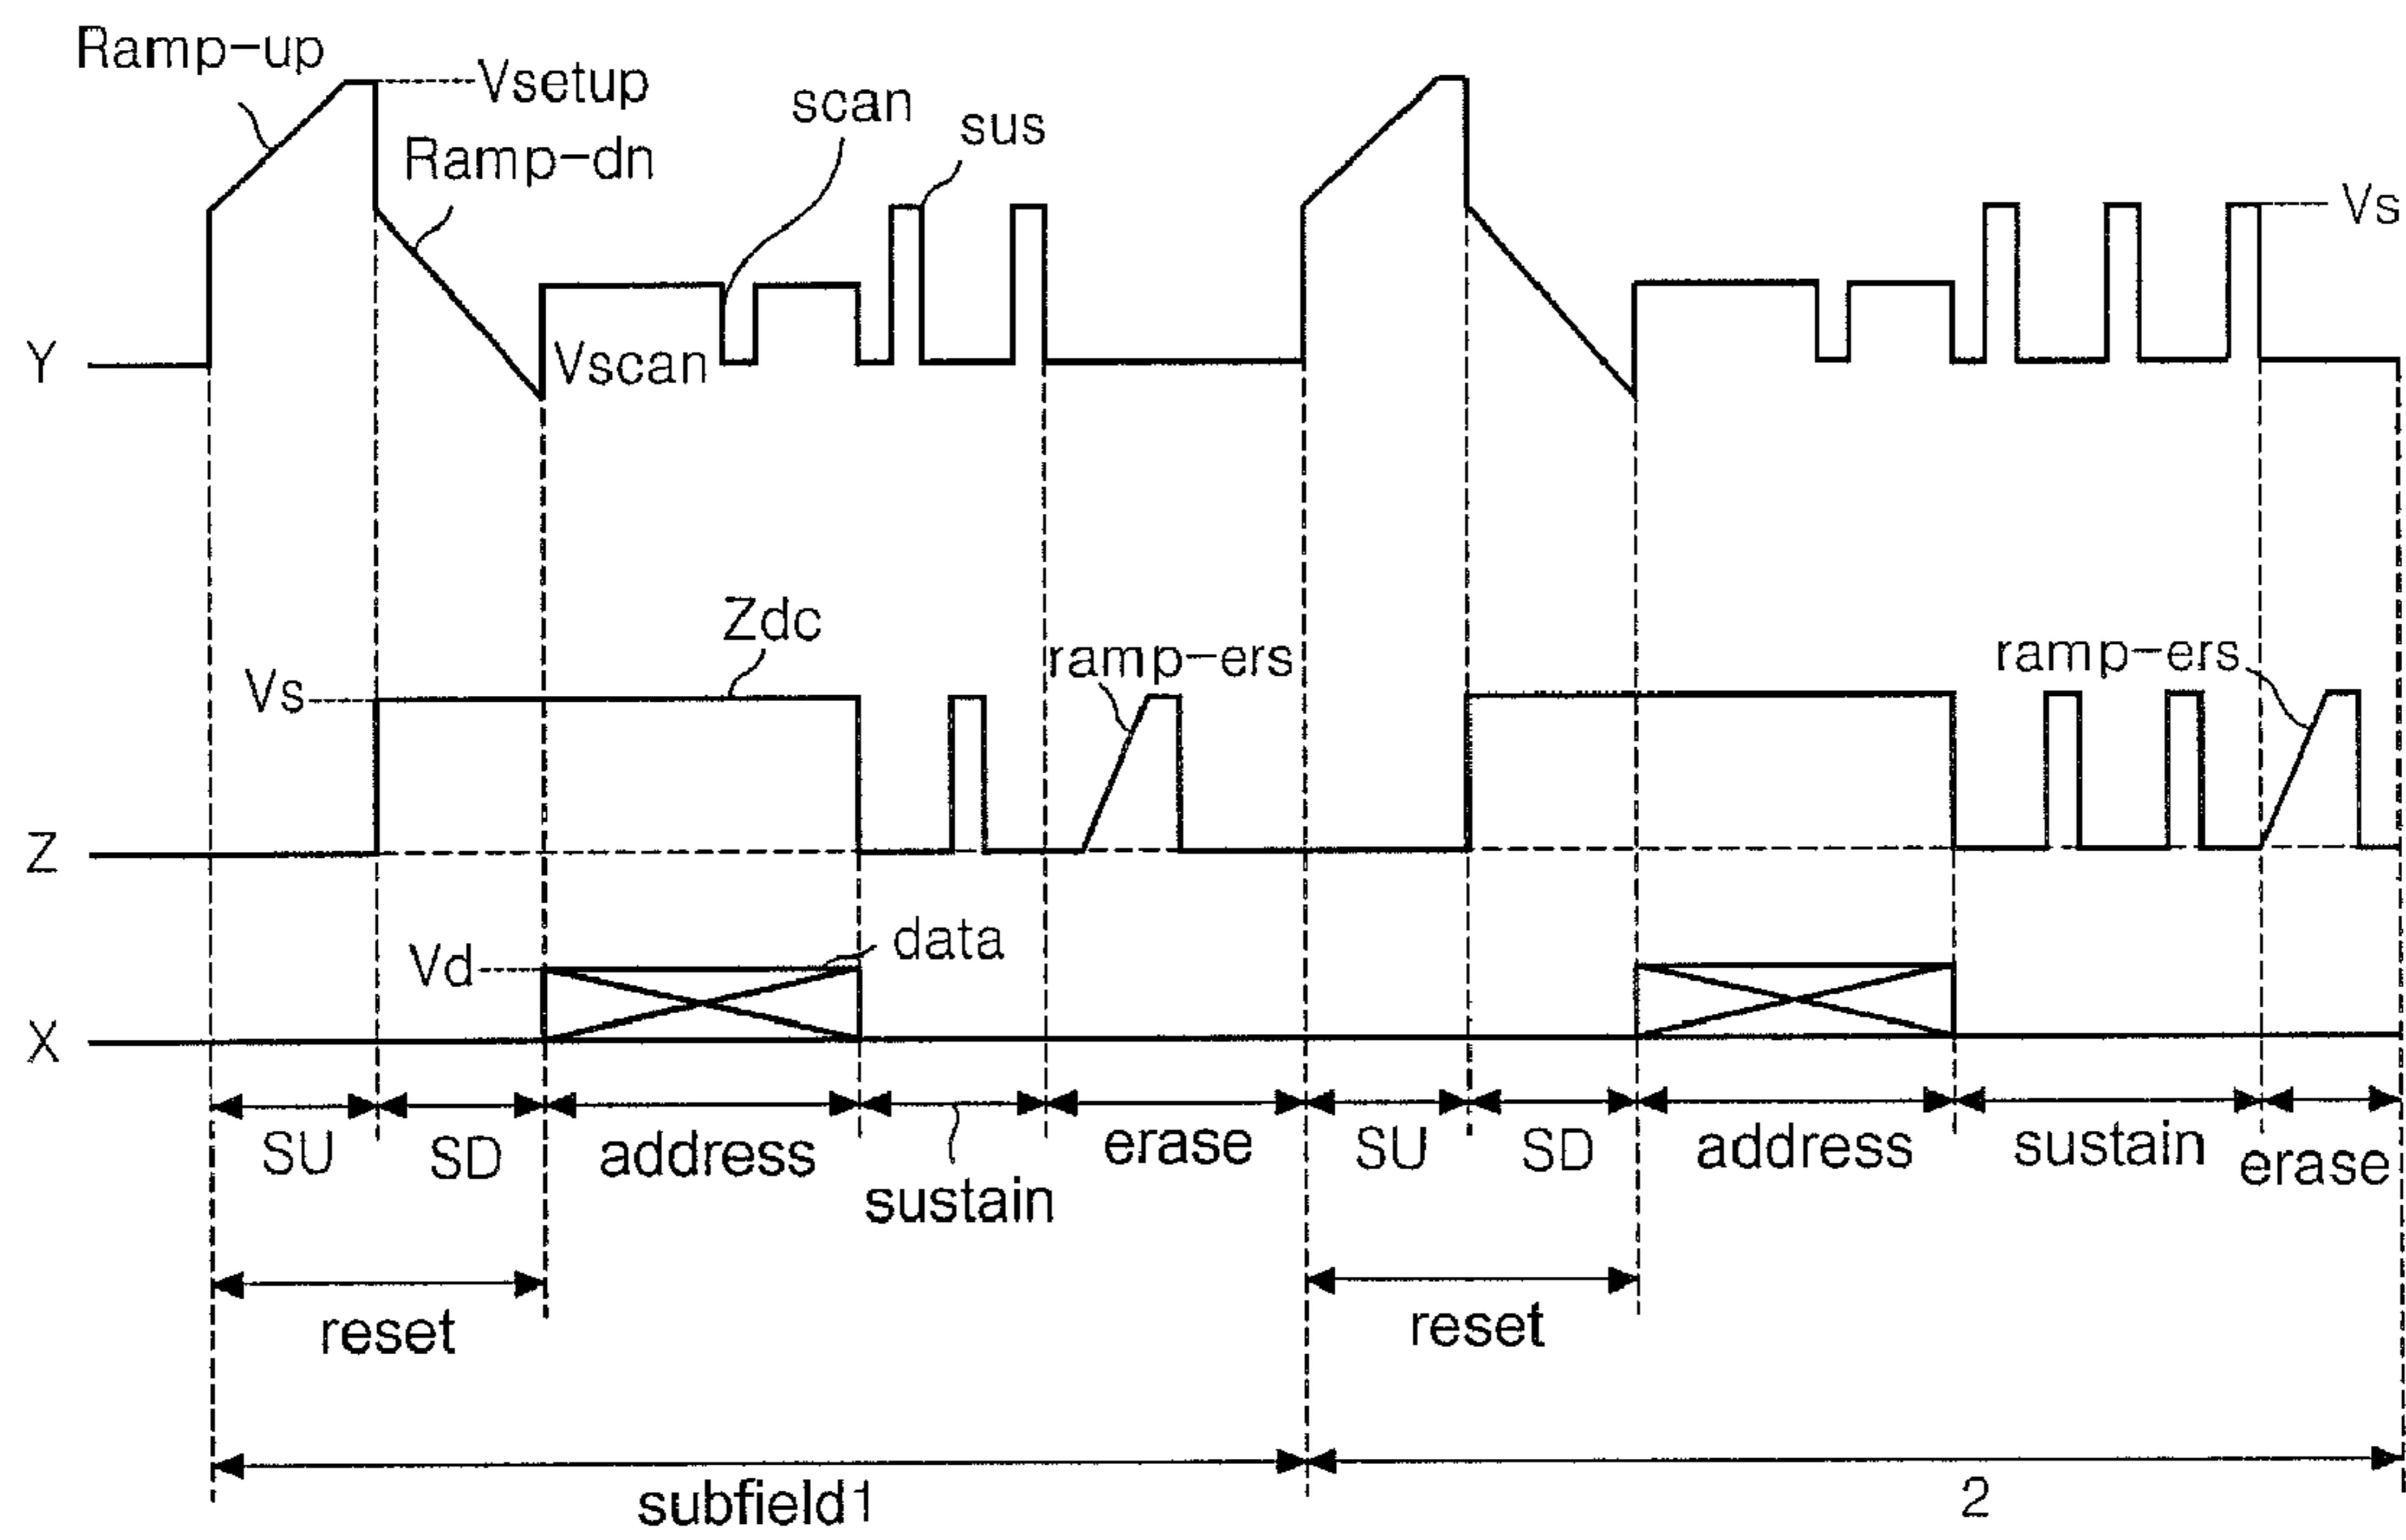 Ramp-up
Vsetup
scan
sus
Ramp-dn
Vs
Y
Vscan
Zdc
ramp-ers
ramp-ers
Vs
Z
data
Vd
X
SU
SD
address
sustain
erase
SU
SD
address
sustain
erase
reset
reset
subfield1
2